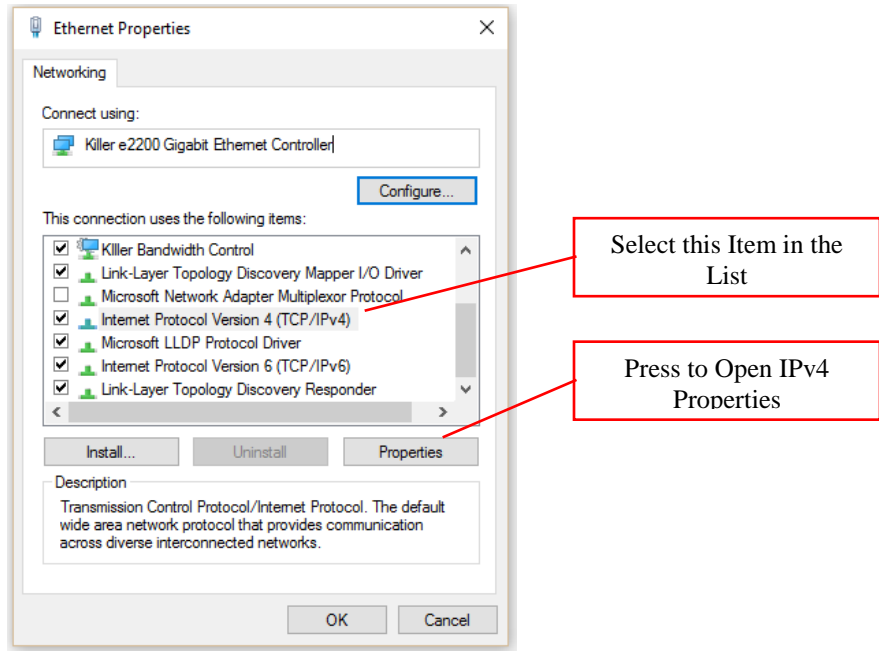 Ethernet Properties
Networking
Connect using:
Killer e2200 Gigabit Ethernet Controller
Configure...
This connection uses the following items:
KIller Bandwidth Control
Link-Layer Topology Discovery Mapper I/O Driver
Microsoft Network Adapter Multiplexor Protocol
Internet Protocol Version 4 (TCP/IPv4)
Microsoft LLDP Protocol Driver
Internet Protocol Version 6 (TCP/IPv6)
Link-Layer Topology Discovery Responder
Install...
Uninstall
Properties
Description
Transmission Control Protocol/Internet Protocol. The default
wide area network protocol that provides communication
across diverse interconnected networks.
OK
Cancel
Select this Item in the
List
Press to Open IPv4
Properties